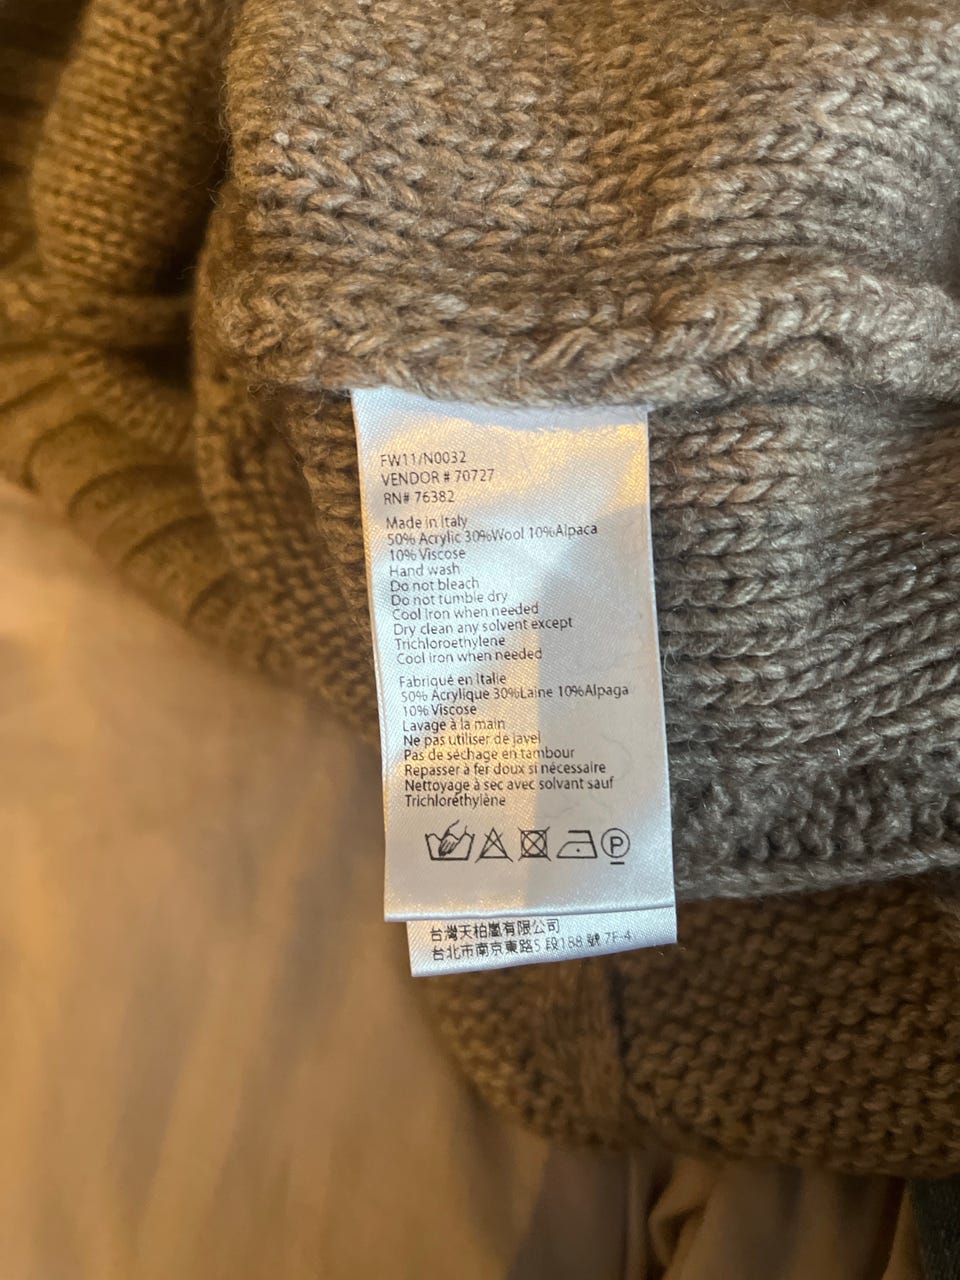 FW11/N0032
VENDOR # 70727
RN# 76382
Made in Italy
50% Acrylic 30%Wool 10%Alpaca
10% Viscose
Hand wash
Do not bleach
Do not tumble dry
Cool Iron when needed
Dry clean any solvent except
Trichloroethylene
Cool iron when needed
Fabriqué en Italie
50% Acrylique 30%Laine 10%Alpaga
10% Viscose
Lavage à la main
Ne pas utiliser de javel
Pas de séchage en tambour
Repasser à fer doux si nécessaire
Nettoyage à sec avec solvant sauf
Trichloréthylène
P
台灣天柏嵐有限公司
台北市南京東路5 段188 號 7F-4